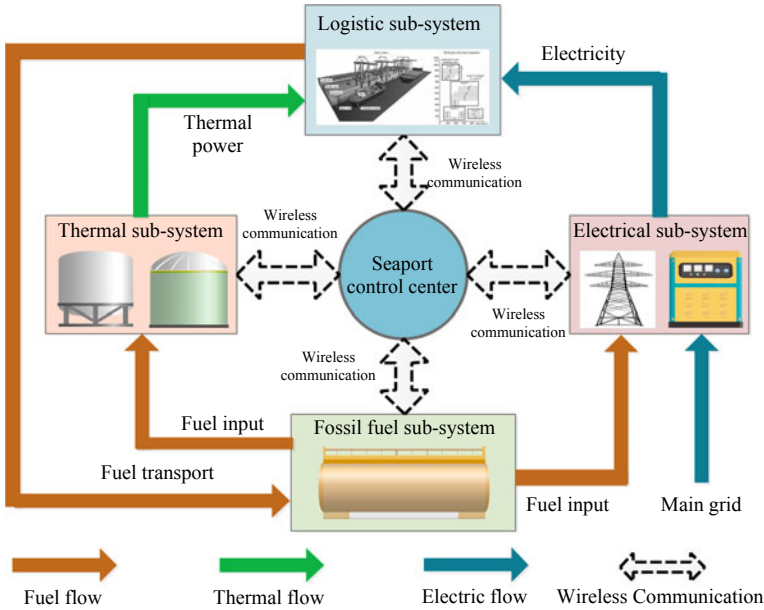 Logistic sub-system
Electricity
Thermal
power
Wireless
communication
Thermal sub-system
Wireless
communication
Seaport
control center
Electrical sub-system
Wireless
communication
Wireless
communication
Fuel input
Fossil fuel sub-system
Fuel transport
Fuel input
Main grid
Fuel flow
Thermal flow
Electric flow
Wireless Communication